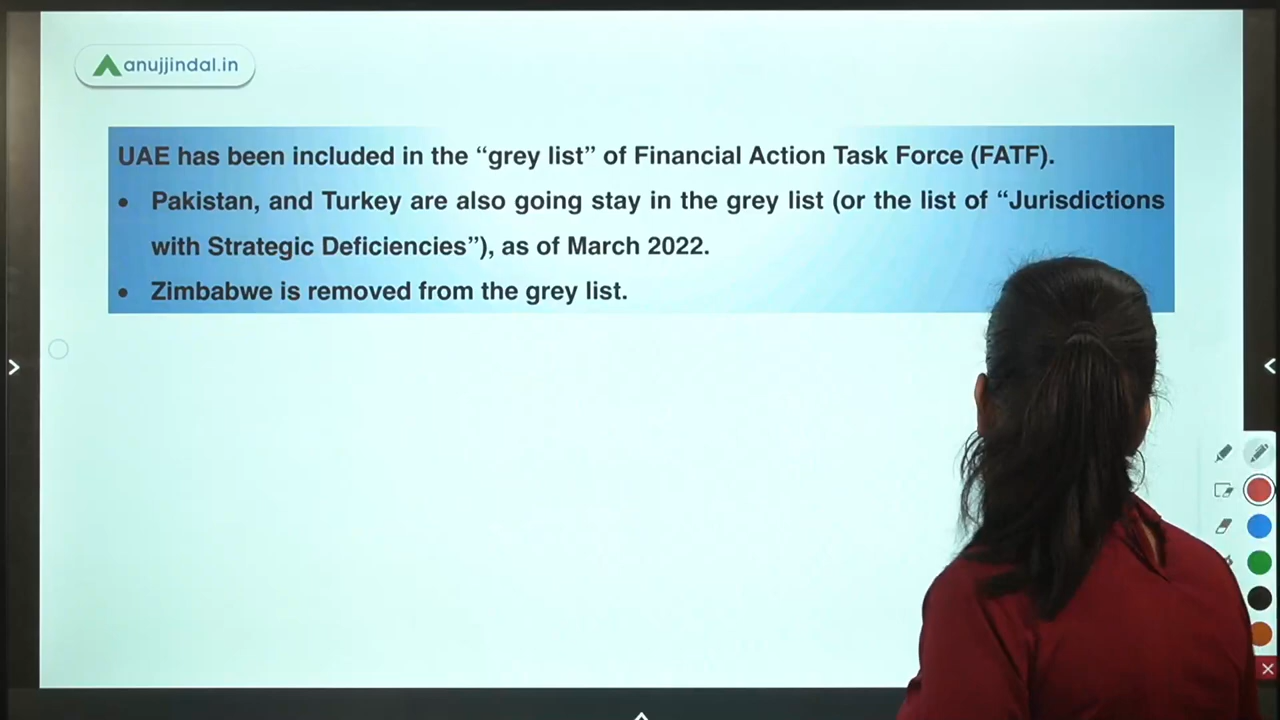 anujjindal.in
UAE has been included in the “grey list” of Financial Action Task Force (FATF).
• Pakistan, and Turkey are also going stay in the grey list (or the list of “Jurisdictions
with Strategic Deficiencies”), as of March 2022.
• Zimbabwe is removed from the grey list.